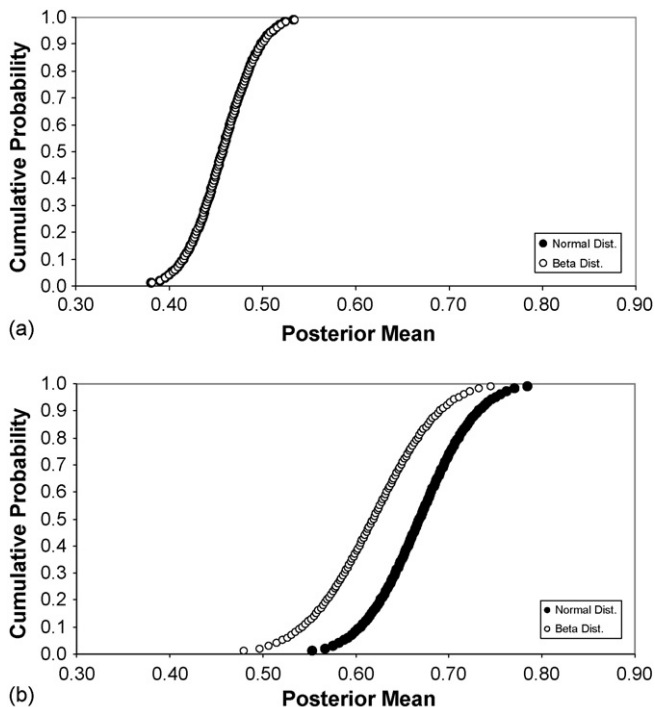 1.0
0.9
0.8
0.7
0.6
0.5
0.4
0.3
0.2
0.1
0.0
Cumulative Probability
Normal Dist.
Beta Dist.
0.30 0.40 0.50 0.60 0.70 0.80 0.90
(a)
Posterior Mean
1.0
0.9
0.8
0.7
0.6
0.5
0.4
0.3
0.2
0.1
0.0
Cumulative Probability
Normal Dist.
Beta Dist.
0.30 0.40 0.50 0.60 0.70 0.80 0.90
(b)
Posterior Mean